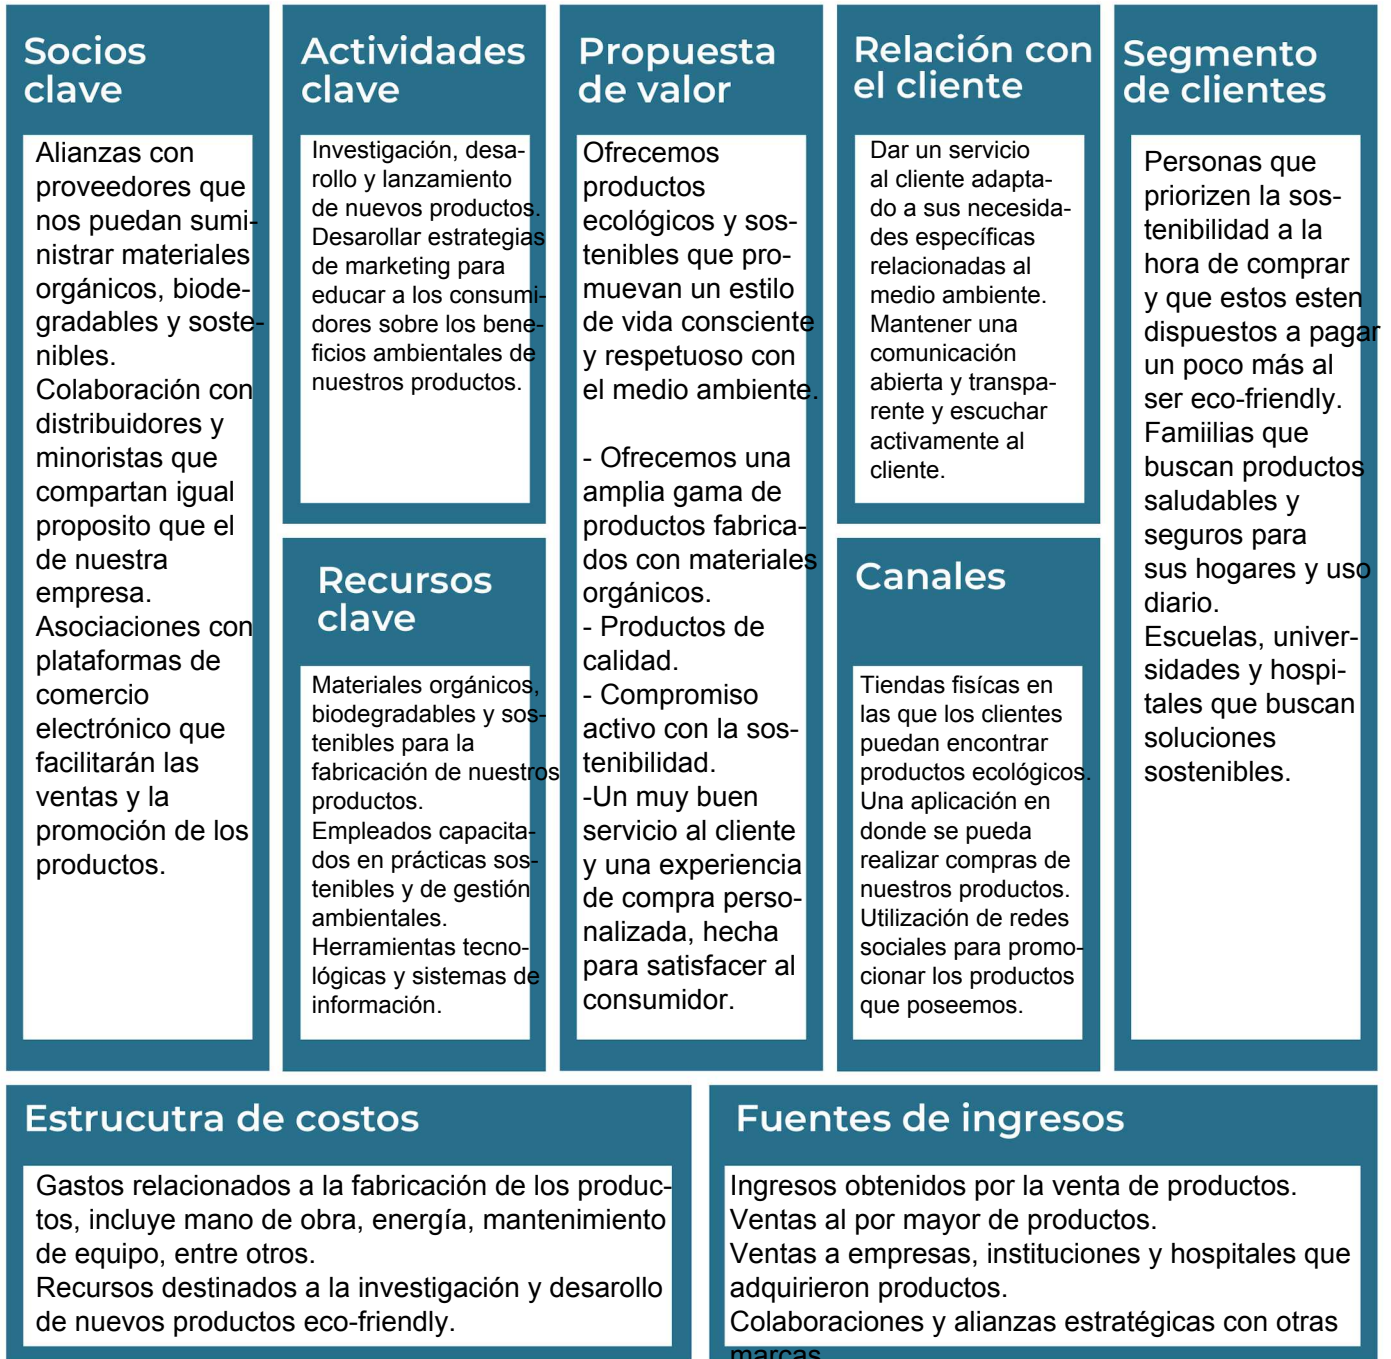 Socios
clave
Alianzas con
proveedores que
nos puedan sumi-
nistrar materiales
orgánicos, biode-
gradables y soste-
nibles.
Colaboración con
distribuidores y
minoristas que
compartan igual
proposito que el
de nuestra
empresa.
Asociaciones con
plataformas de
comercio
electrónico que
facilitarán las
ventas y la
promoción de los
productos.
Actividades
clave
Investigación, desa-
rollo y lanzamiento
de nuevos productos.
Desarollar estrategias
de marketing para
educar a los consumi-
dores sobre los bene-
ficios ambientales de
nuestros productos.
Recursos
clave
Materiales orgánicos,
biodegradables y sos-
tenibles para la
fabricación de nuestros
productos.
Empleados capacita-
dos en prácticas sos-
tenibles y de gestión
ambientales.
Herramientas tecno-
lógicas y sistemas de
información.
Propuesta
de valor
Ofrecemos
productos
ecológicos y sos-
tenibles que pro-
muevan un estilo
de vida consciente
y respetuoso con
el medio ambiente.
- Ofrecemos una
amplia gama de
productos fabrica-
dos con materiales
orgánicos.
- Productos de
calidad.
- Compromiso
activo con la sos-
tenibilidad.
-Un muy buen
servicio al cliente
y una experiencia
de compra perso-
nalizada, hecha
para satisfacer al
consumidor.
Relación con
el cliente
Dar un servicio
al cliente adapta-
do a sus necesida-
des específicas
relacionadas al
medio ambiente.
Mantener una
comunicación
abierta y transpa-
rente y escuchar
activamente al
cliente.
Canales
Tiendas fisícas en
las que los clientes
puedan encontrar
productos ecológicos.
Una aplicación en
donde se pueda
realizar compras de
nuestros productos.
Utilización de redes
sociales para promo-
cionar los productos
que poseemos.
Segmento
de clientes
Personas que
priorizen la sos-
tenibilidad a la
hora de comprar
y que estos esten
dispuestos a pagar
un poco más al
ser eco-friendly.
Famiilias que
buscan productos
saludables y
seguros para
sus hogares y uso
diario.
Escuelas, univer-
sidades y hospi-
tales que buscan
soluciones
sostenibles.
Estrucutra de costos
Gastos relacionados a la fabricación de los produc-
tos, incluye mano de obra, energía, mantenimiento
de equipo, entre otros.
Recursos destinados a la investigación y desarollo
de nuevos productos eco-friendly.
Fuentes de ingresos
Ingresos obtenidos por la venta de productos.
Ventas al por mayor de productos.
Ventas a empresas, instituciones y hospitales que
adquirieron productos.
Colaboraciones y alianzas estratégicas con otras
marcas